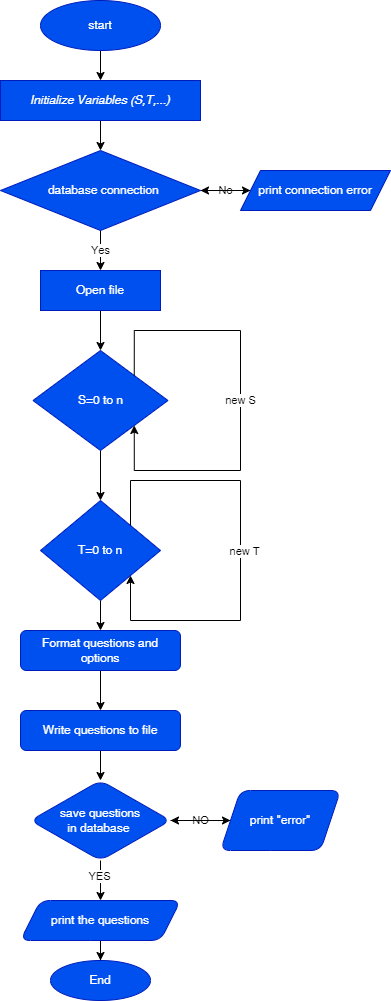 start
Initialize Variables (S,T,...)
database connection
No
print connection error
Yes
Open file
S=0 to n
new S
T=0 to n
new T
Format questions and
options
Write questions to file
save questions
in database
NO
print "error"
YES
print the questions
End